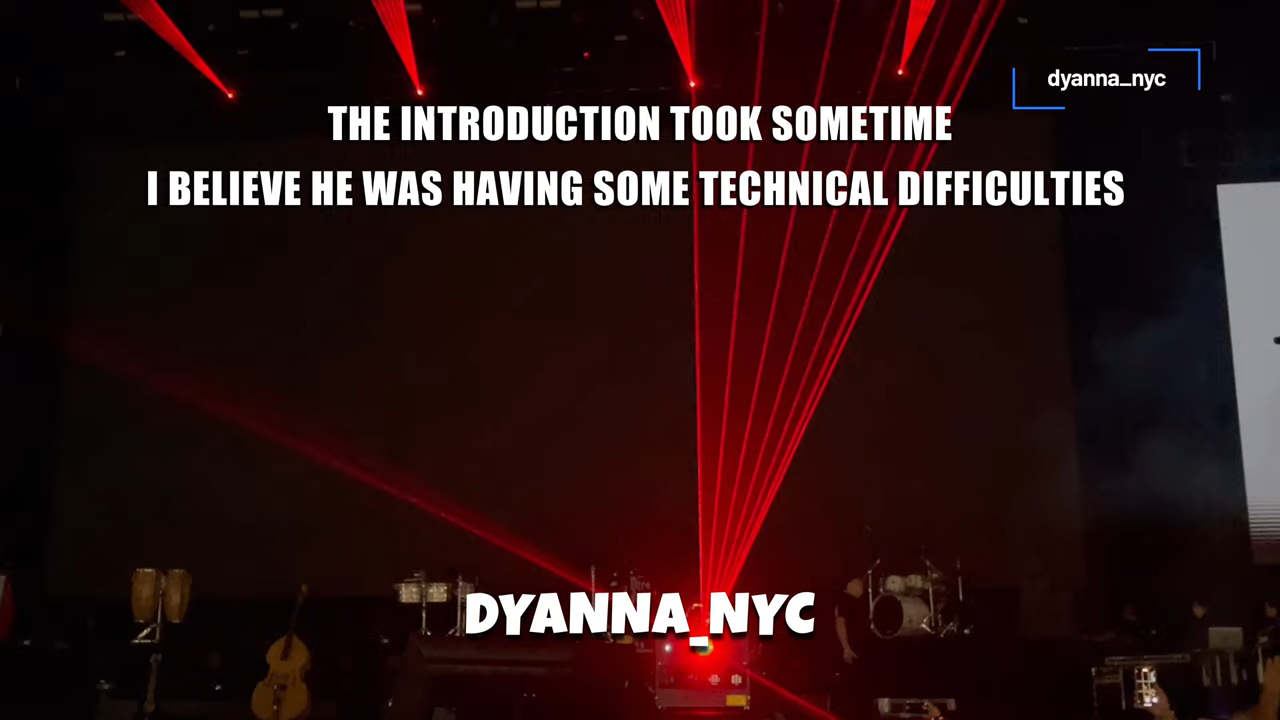 dyanna_nyc
THE INTRODUCTION TOOK SOMETIME
I BELIEVE HE WAS HAVING SOME TECHNICAL DIFFICULTIES
DYANNA_NYC